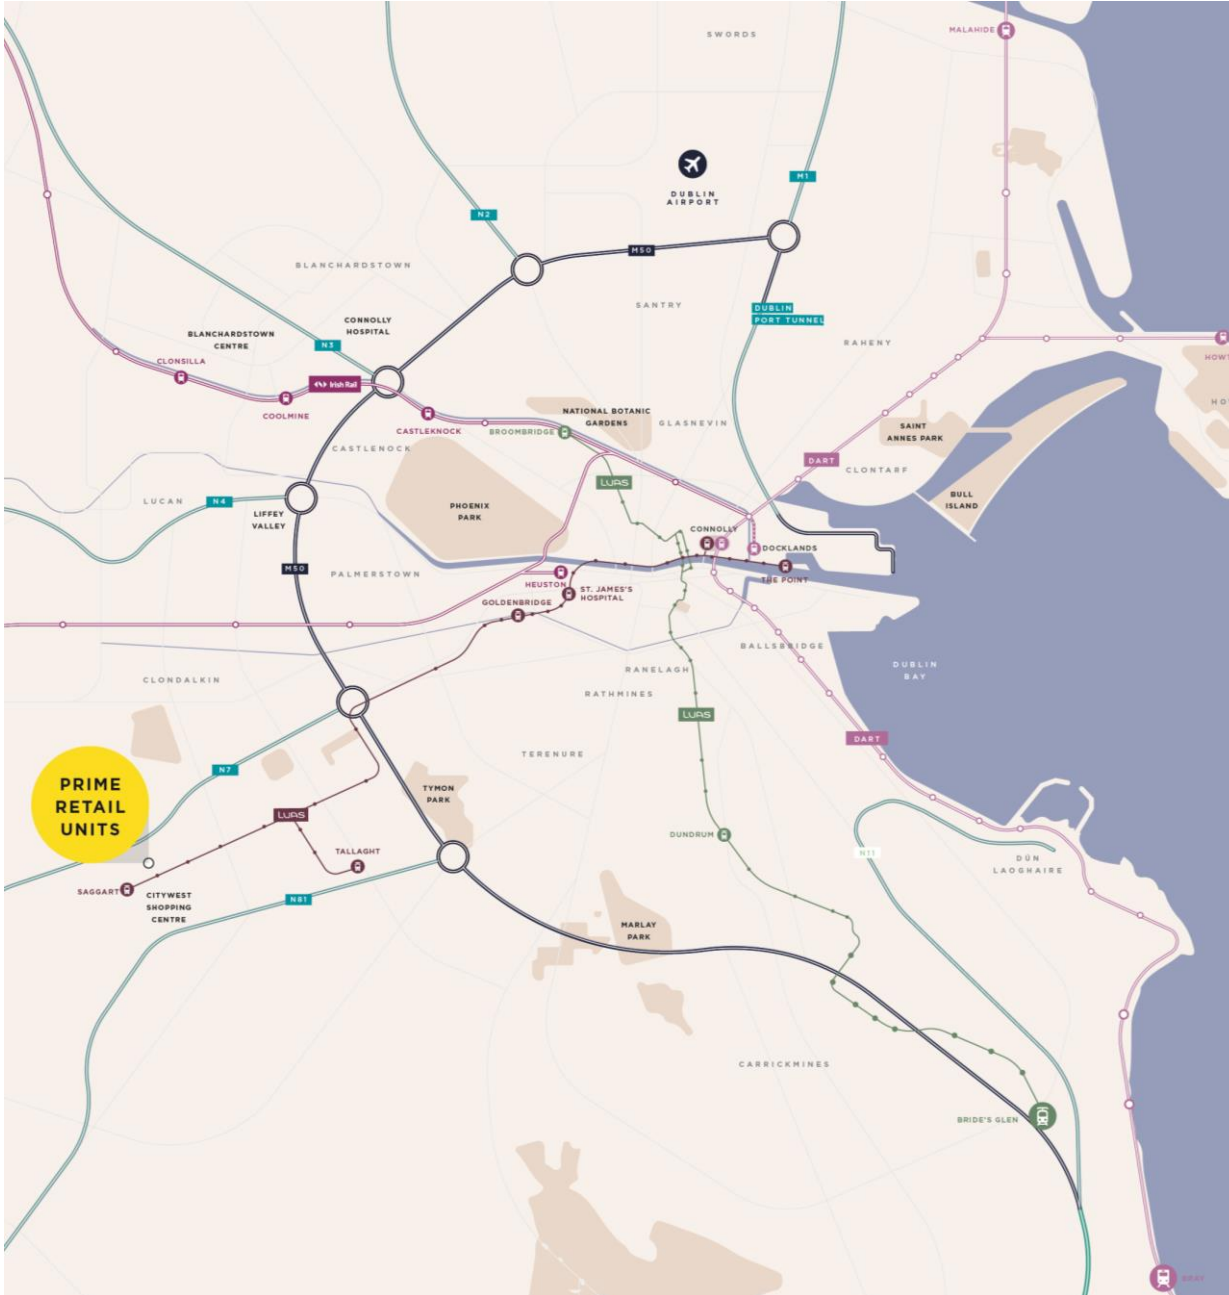 SWORDS
MALAHIDE
DUBLIN
AIRPORT
M1
N2
M50
BLANCHARDSTOWN
SANTRY
DUBLIN
PORT TUNNEL
CONNOLLY
HOSPITAL
BLANCHARDSTOWN
CENTRE
N3
RAHENY
HOWT
CLONSILLA
Irish Rail
COOLMINE
CASTLEKNOCK
HO
NATIONAL BOTANIC
GARDENS
BROOMBRIDGE
GLASNEVIN
SAINT
ANNES PARK
CASTLENOCK
DART
CLONTARF
LUAS
LUCAN
N4
LIFFEY
VALLEY
PHOENIX
PARK
BULL
ISLAND
CONNOLLY
DOCKLANDS
THE POINT
M50
PALMERSTOWN
HEUSTON
ST. JAMES'S
HOSPITAL
GOLDENBRIDGE
BALLSBRIDGE
DUBLIN
BAY
RANELAGH
CLONDALKIN
RATHMINES
LUAS
DART
TERENURE
N7
PRIME
RETAIL
UNITS
TYMON
PARK
LUAS
DUNDRUM
TALLAGHT
N11
DÚN
LAOGHAIRE
SAGGART
CITYWEST
SHOPPING
CENTRE
N81
MARLAY
PARK
CARRICKMINES
BRIDE'S GLEN
BRAY